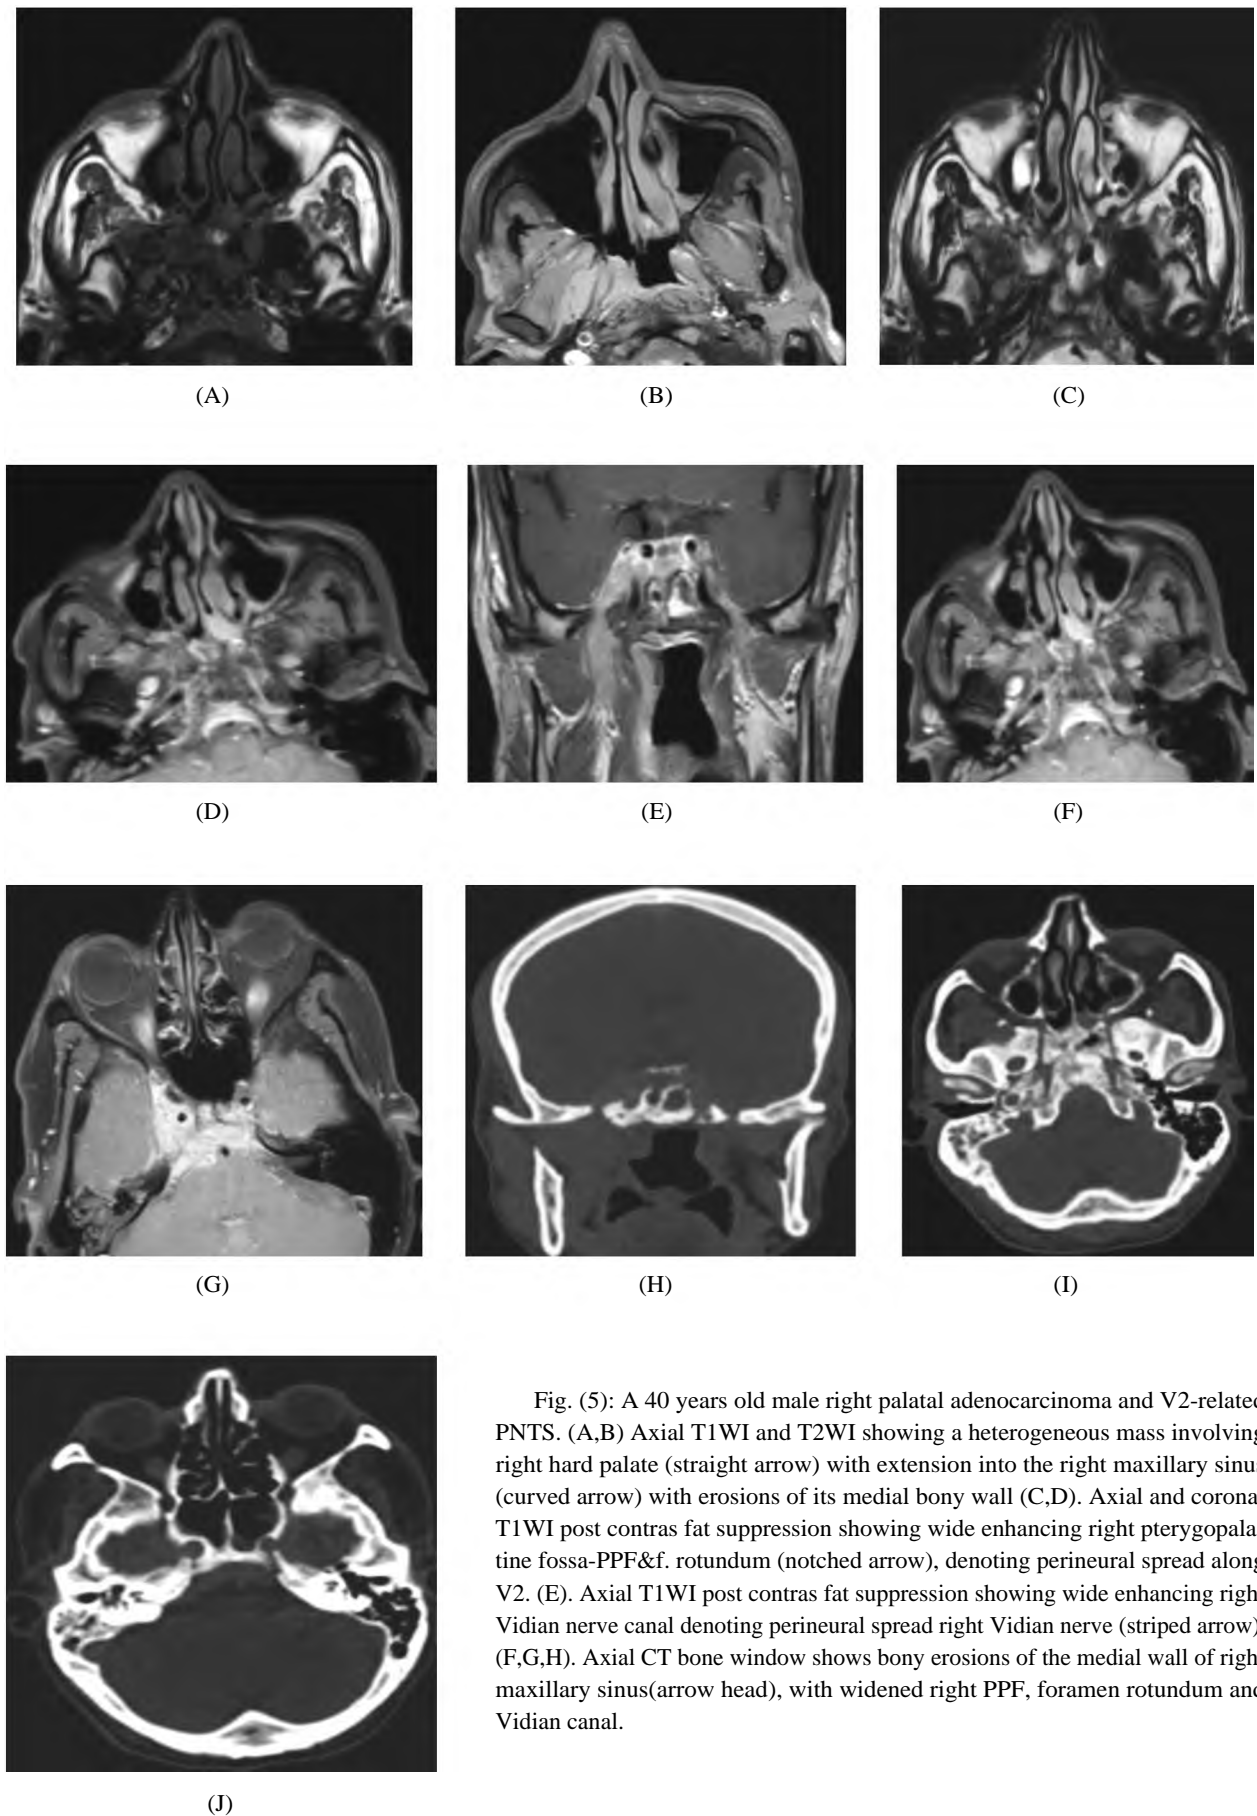 (A)
(B)
(C)
(D)
(E)
(F)
(G)
(H)
(I)
(J)
Fig. (5): A 40 years old male right palatal adenocarcinoma and V2-related
PNTS. (A,B) Axial T1WI and T2WI showing a heterogeneous mass involving
right hard palate (straight arrow) with extension into the right maxillary sinus
(curved arrow) with erosions of its medial bony wall (C,D). Axial and corona
T1WI post contras fat suppression showing wide enhancing right pterygopala-
tine fossa-PPF&f. rotundum (notched arrow), denoting perineural spread along
V2. (E). Axial T1WI post contras fat suppression showing wide enhancing righ
Vidian nerve canal denoting perineural spread right Vidian nerve (striped arrow)
(F,G,H). Axial CT bone window shows bony erosions of the medial wall of righ
maxillary sinus(arrow head), with widened right PPF, foramen rotundum and
Vidian canal.